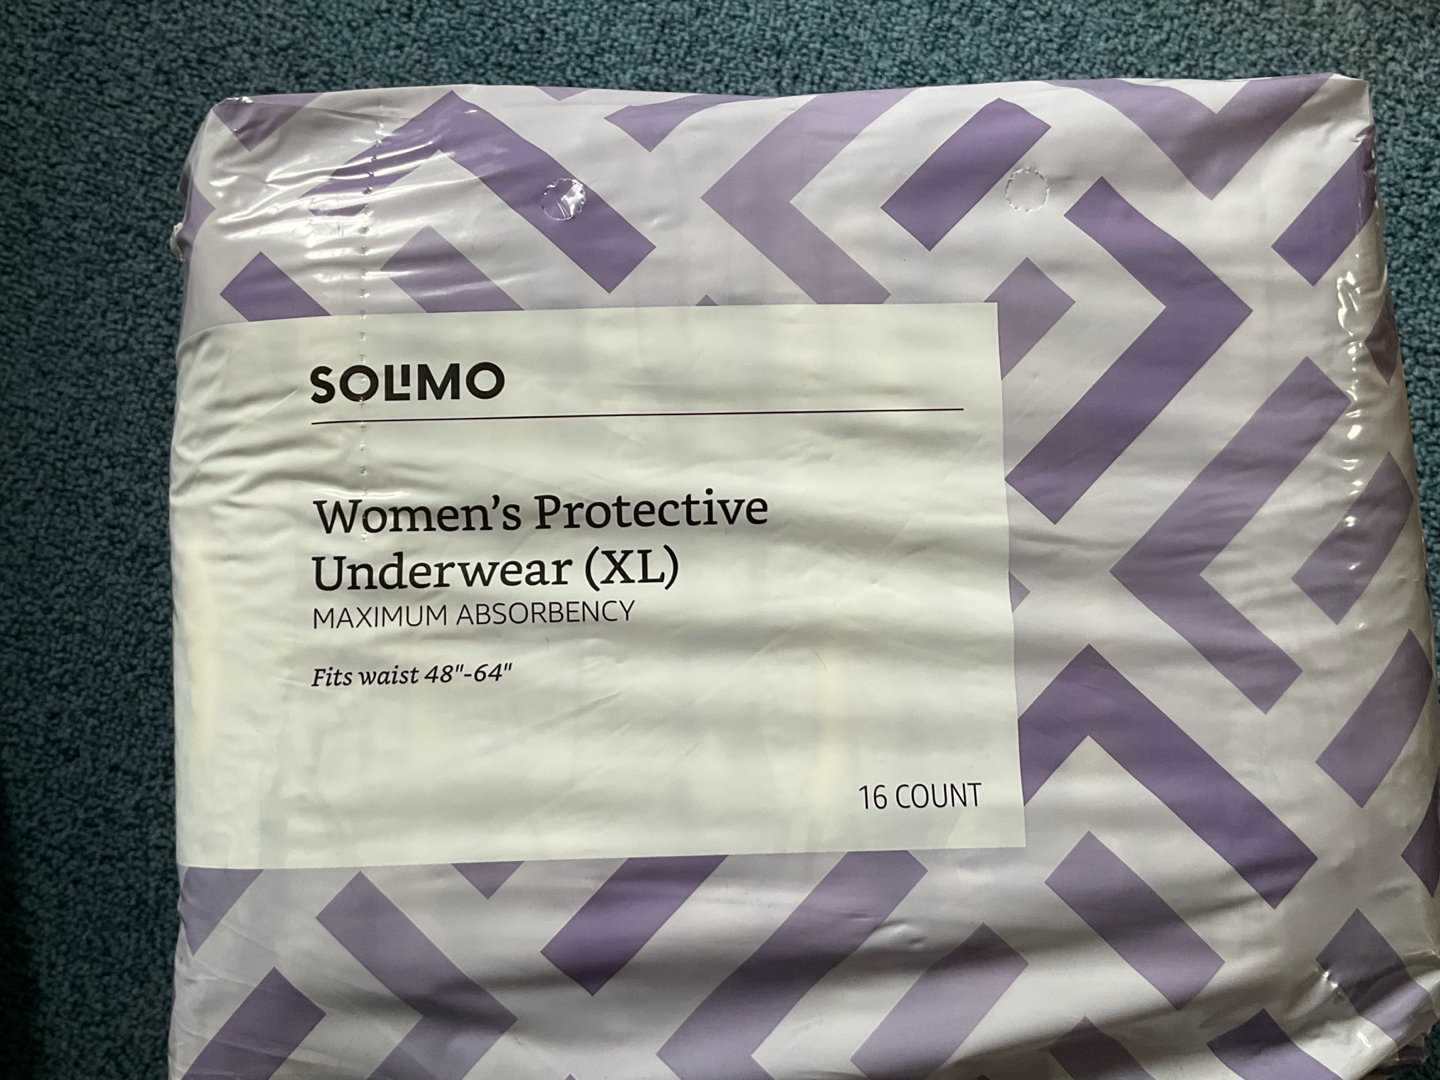 SOLIMO
Women's Protective
Underwear (XL)
MAXIMUM ABSORBENCY
Fits waist 48"-64"
16 COUNT